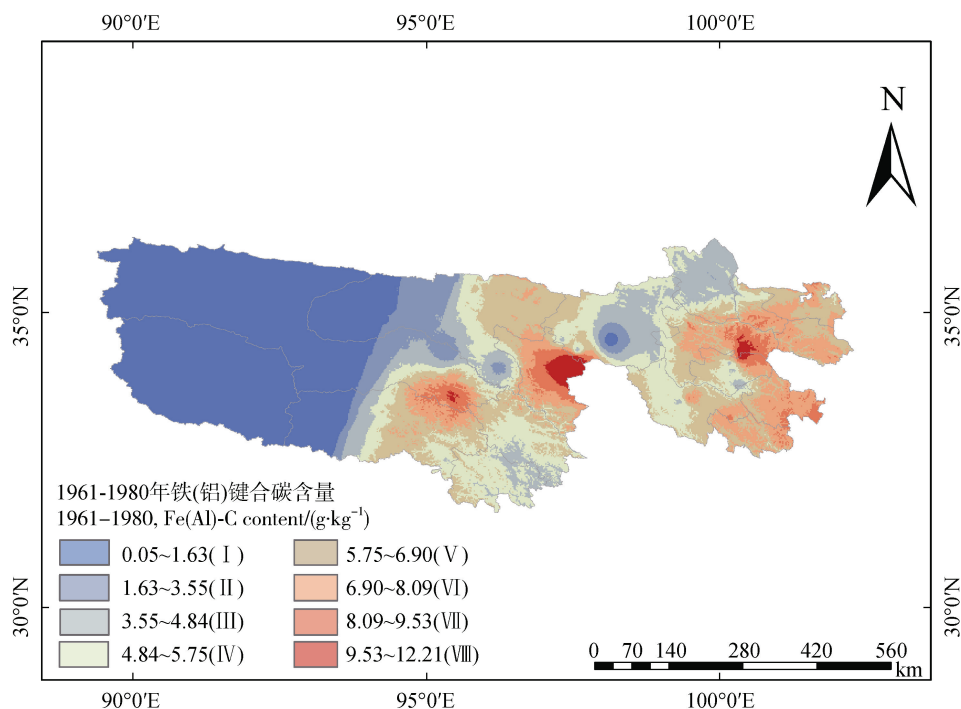 90°0′E 95°0′E 100°0′E
N
35°0′N 35°0′N
30°0′N 30°0′N
1961-1980年铁(铝)键合碳含量
1961–1980, Fe(Al)-C content/(g·kg⁻¹)
0.05~1.63(Ⅰ) 5.75~6.90(Ⅴ)
1.63~3.55(Ⅱ) 6.90~8.09(Ⅵ)
3.55~4.84(Ⅲ) 8.09~9.53(Ⅶ)
4.84~5.75(Ⅳ) 9.53~12.21(Ⅷ)
0 70 140 280 420 560
km
90°0′E 95°0′E 100°0′E